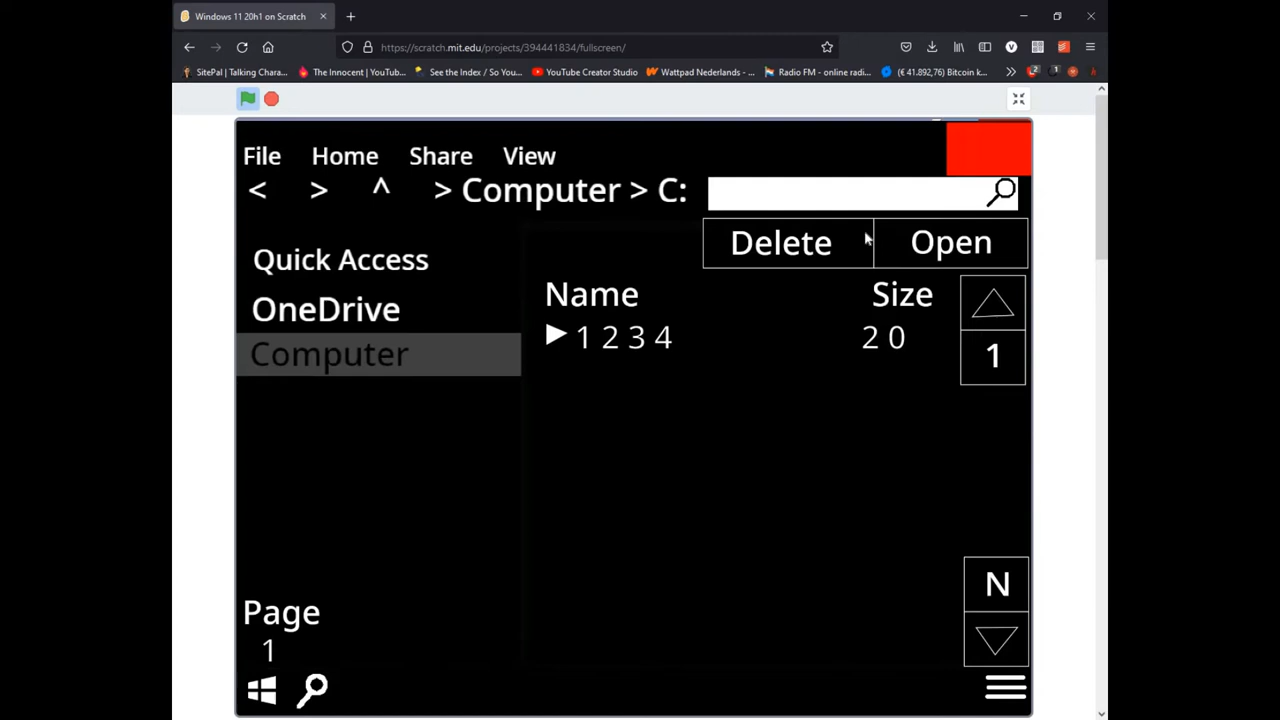 Windows 11 20h1 on Scratch
https://scratch.mit.edu/projects/394441834/fullscreen/
SitePal | Talking Chara... The Innocent | YouTub... See the Index / So You... YouTube Creator Studio Wattpad Nederlands - ... Radio FM - online radi... (€ 41.892,76) Bitcoin k...
File Home Share View
< > ^ > Computer > C:
Delete Open
Quick Access
OneDrive
Computer
Name Size
1 2 3 4 2 0
1
N
Page
1